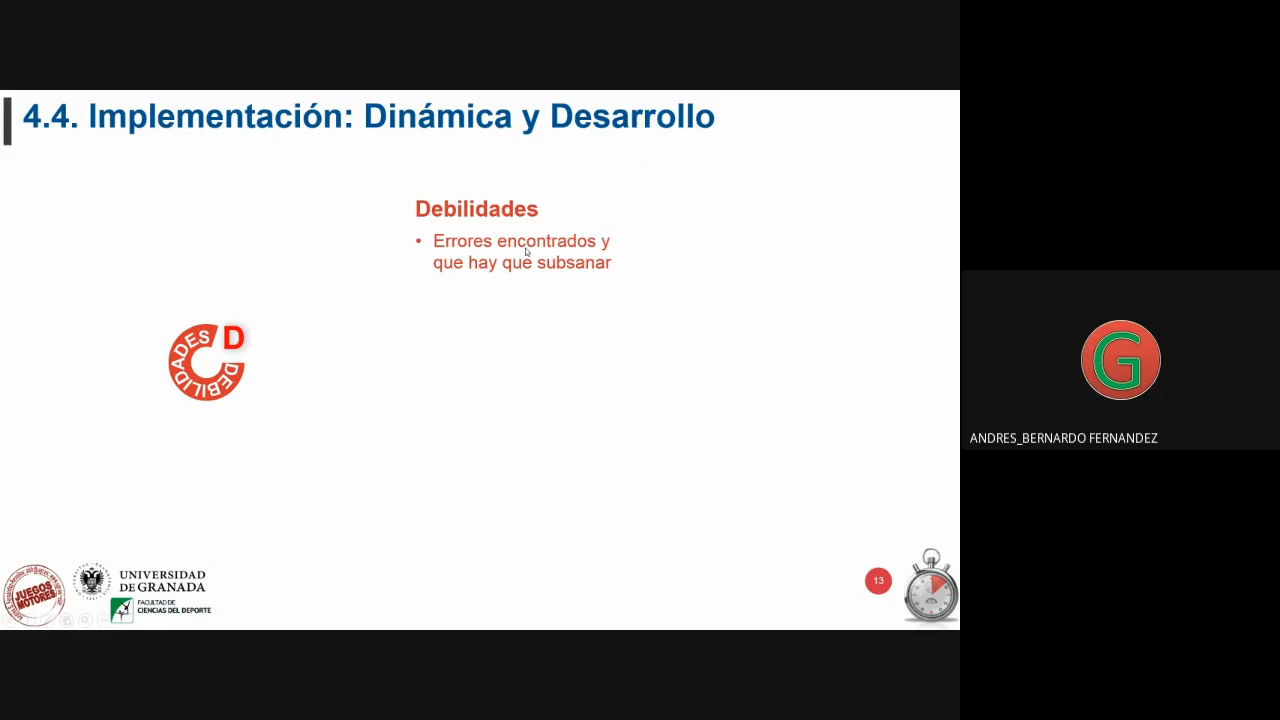 4.4. Implementación: Dinámica y Desarrollo
Debilidades
• Errores encontrados y
que hay que subsanar
D
DEBILIDADES
JUEGOS
MOTORES
UNIVERSIDAD
DE GRANADA
FACULTAD DE
CIENCIAS DEL DEPORTE
13
G
ANDRES_BERNARDO FERNANDEZ